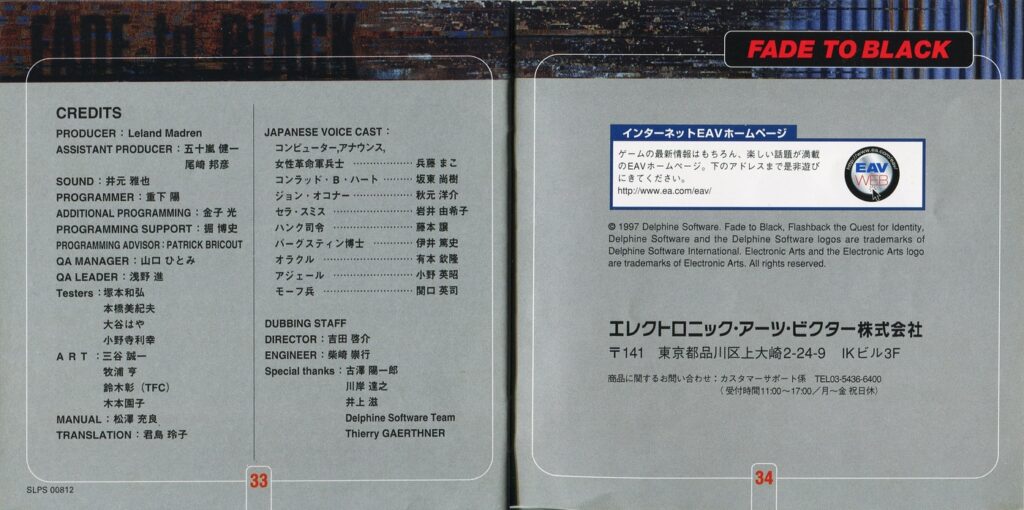 FADE to BLACK
CREDITS
PRODUCER：Leland Madren
ASSISTANT PRODUCER：五十嵐 健一
尾崎 邦彦
SOUND：井元 雅也
PROGRAMMER：重下 陽
ADDITIONAL PROGRAMMING：金子 光
PROGRAMMING SUPPORT：堀 博史
PROGRAMMING ADVISOR：PATRICK BRICOUT
QA MANAGER：山口 ひとみ
QA LEADER：浅野 進
Testers：塚本和弘
本橋美紀夫
大谷はや
小野寺利幸
A R T ：三谷 誠一
牧浦 亨
鈴木彰（TFC）
木本園子
MANUAL：松澤 充良
TRANSLATION：君島 玲子
JAPANESE VOICE CAST：
コンピューター,アナウンス,
女性革命軍兵士 ………………… 兵藤 まこ
コンラッド・B・ハート ………… 坂東 尚樹
ジョン・オコナー ……………… 秋元 洋介
セラ・スミス …………………… 岩井 由希子
ハンク司令 ……………………… 藤本 譲
バーグスティン博士 …………… 伊井 篤史
オラクル ………………………… 有本 欽隆
アジェール ……………………… 小野 英昭
モーフ兵 ………………………… 関口 英司
DUBBING STAFF
DIRECTOR：吉田 啓介
ENGINEER：柴崎 崇行
Special thanks：古澤 陽一郎
川岸 達之
井上 滋
Delphine Software Team
Thierry GAERTHNER
33
SLPS 00812
FADE TO BLACK
インターネットEAVホームページ
ゲームの最新情報はもちろん、楽しい話題が満載
のEAVホームページ。下のアドレスまで是非遊び
にきてください。
http://www.ea.com/eav/
http://www.ea.com/eav/
EAV
WEB
© 1997 Delphine Software. Fade to Black, Flashback the Quest for Identity,
Delphine Software and the Delphine Software logos are trademarks of
Delphine Software International. Electronic Arts and the Electronic Arts logo
are trademarks of Electronic Arts. All rights reserved.
エレクトロニック・アーツ・ビクター株式会社
〒141 東京都品川区上大崎2-24-9 IKビル3F
商品に関するお問い合わせ：カスタマーサポート係 TEL03-5436-6400
（受付時間11:00〜17:00／月〜金 祝日休）
34